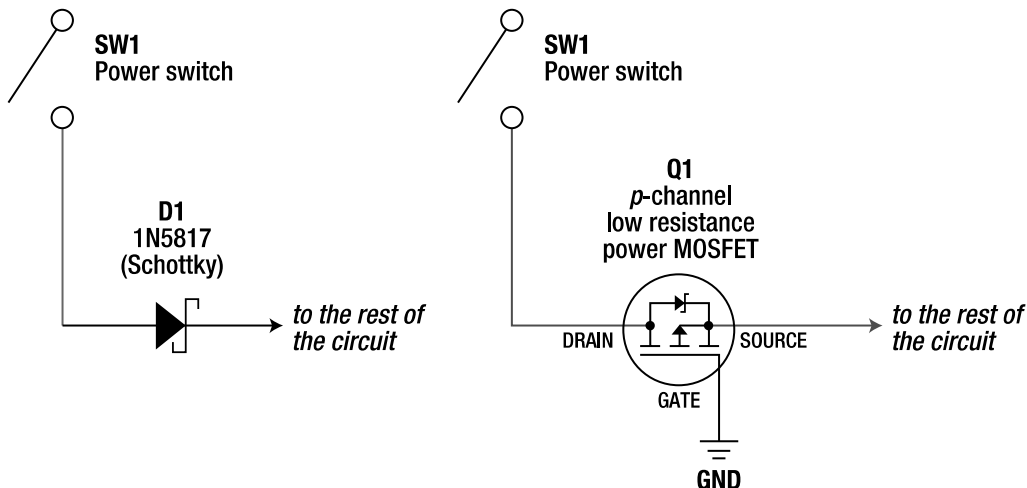 SW1
Power switch
D1
1N5817
(Schottky)
to the rest of
the circuit
SW1
Power switch
Q1
p-channel
low resistance
power MOSFET
DRAIN
SOURCE
GATE
GND
to the rest of
the circuit